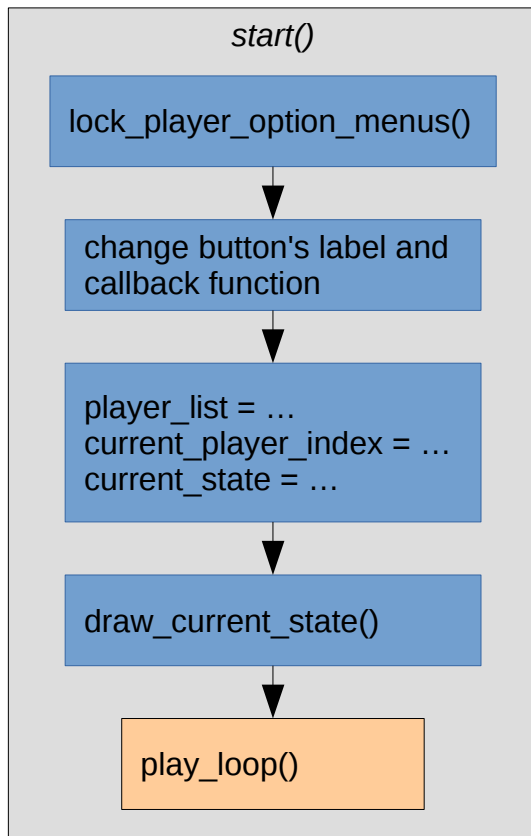 start()
lock_player_option_menus()
change button's label and
callback function
player_list = …
current_player_index = …
current_state = …
draw_current_state()
play_loop()